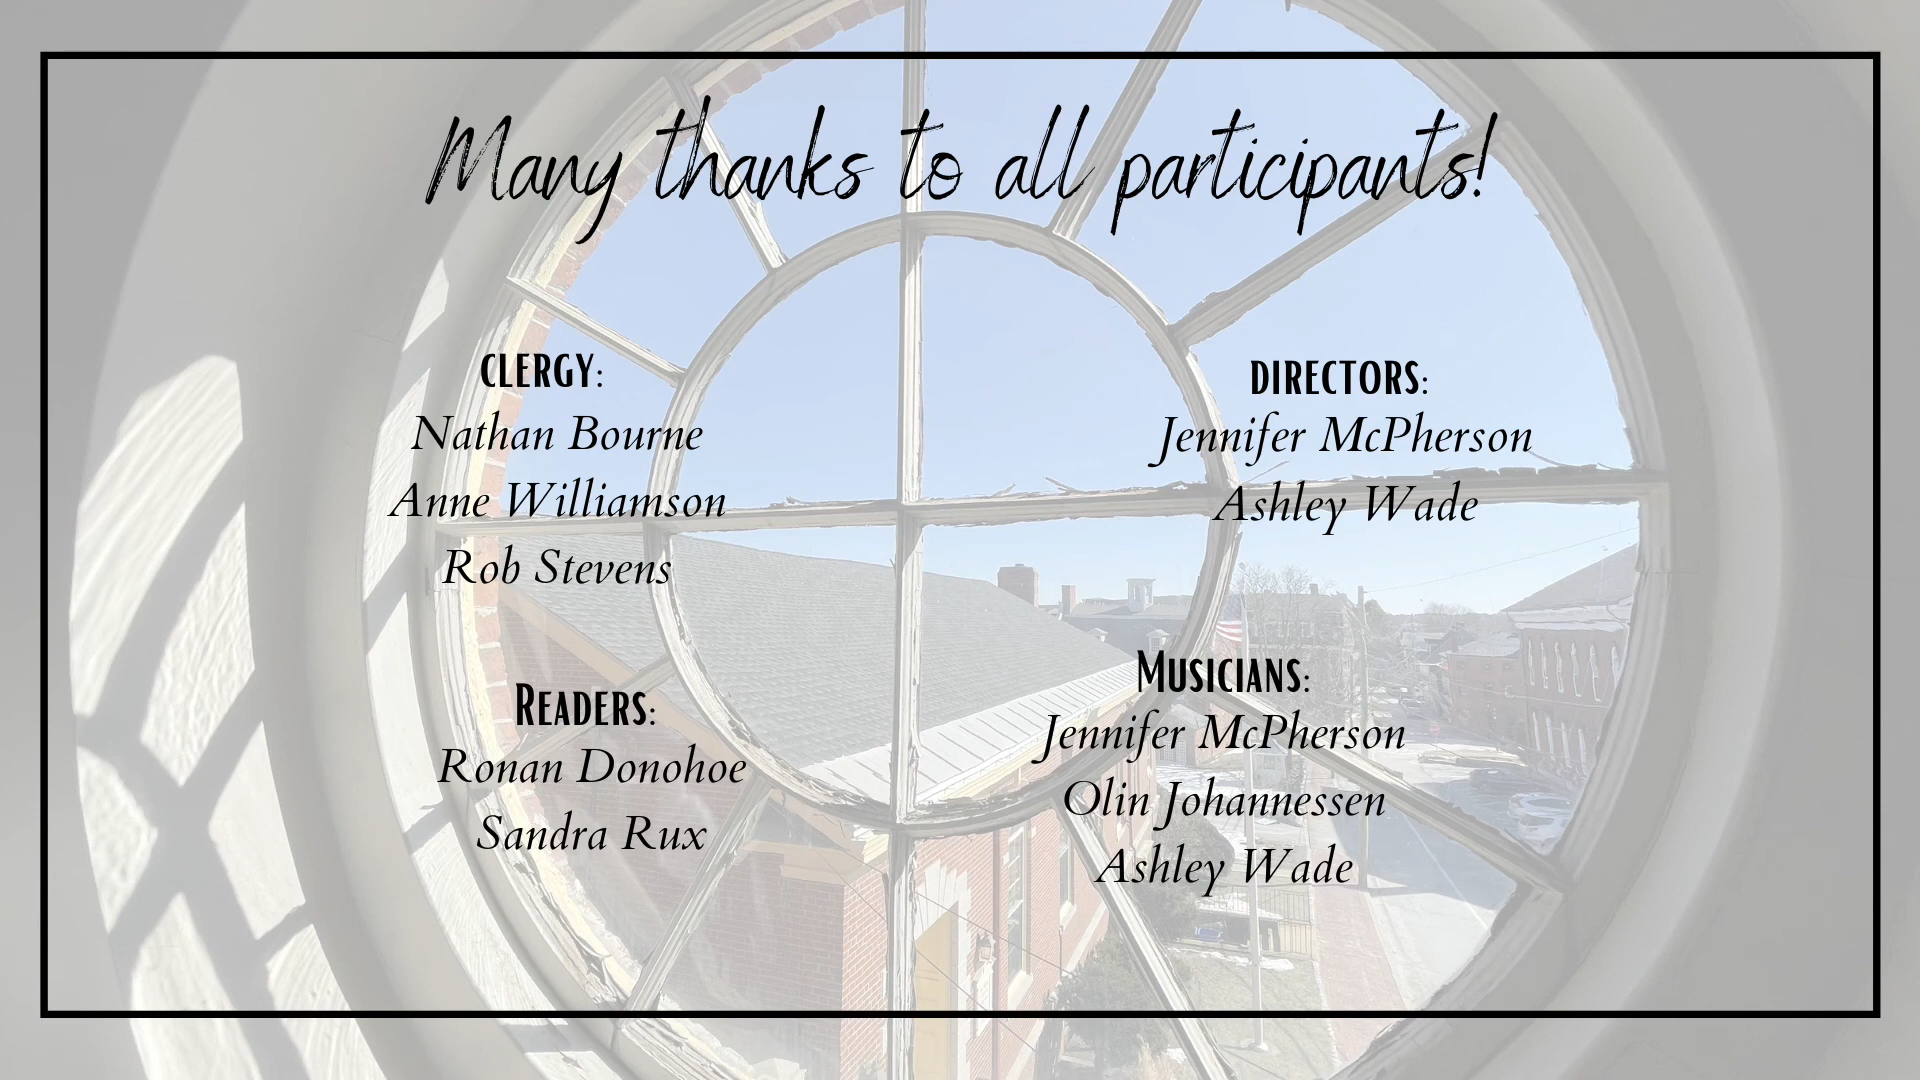 Many thanks to all participants!
CLERGY:
Nathan Bourne
Anne Williamson
Rob Stevens
READERS:
Ronan Donohoe
Sandra Rux
DIRECTORS:
Jennifer McPherson
Ashley Wade
MUSICIANS:
Jennifer McPherson
Olin Johannessen
Ashley Wade